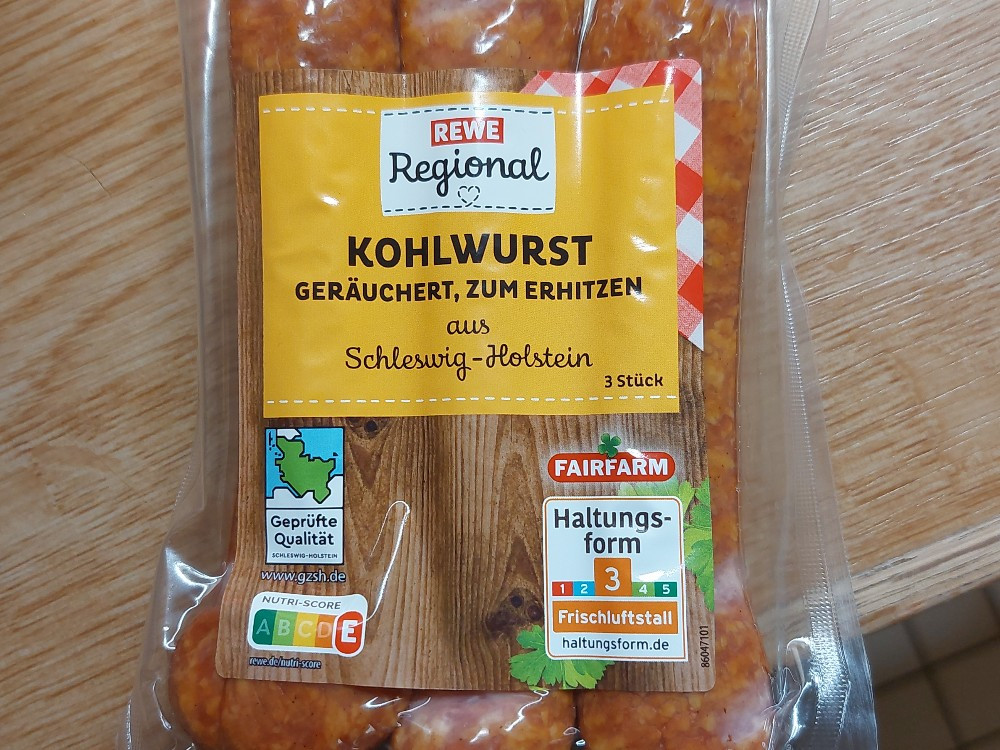 REWE
Regional
KOHLWURST
GERÄUCHERT, ZUM ERHITZEN
aus
Schleswig-Holstein
3 Stück
Geprüfte
Qualität
SCHLESWIG-HOLSTEIN
www.gzsh.de
NUTRI-SCORE
A B C D E
rewe.de/nutri-score
FAIRFARM
Haltungs-
form
1 2 3 4 5
Frischluftstall
haltungsform.de
86047101